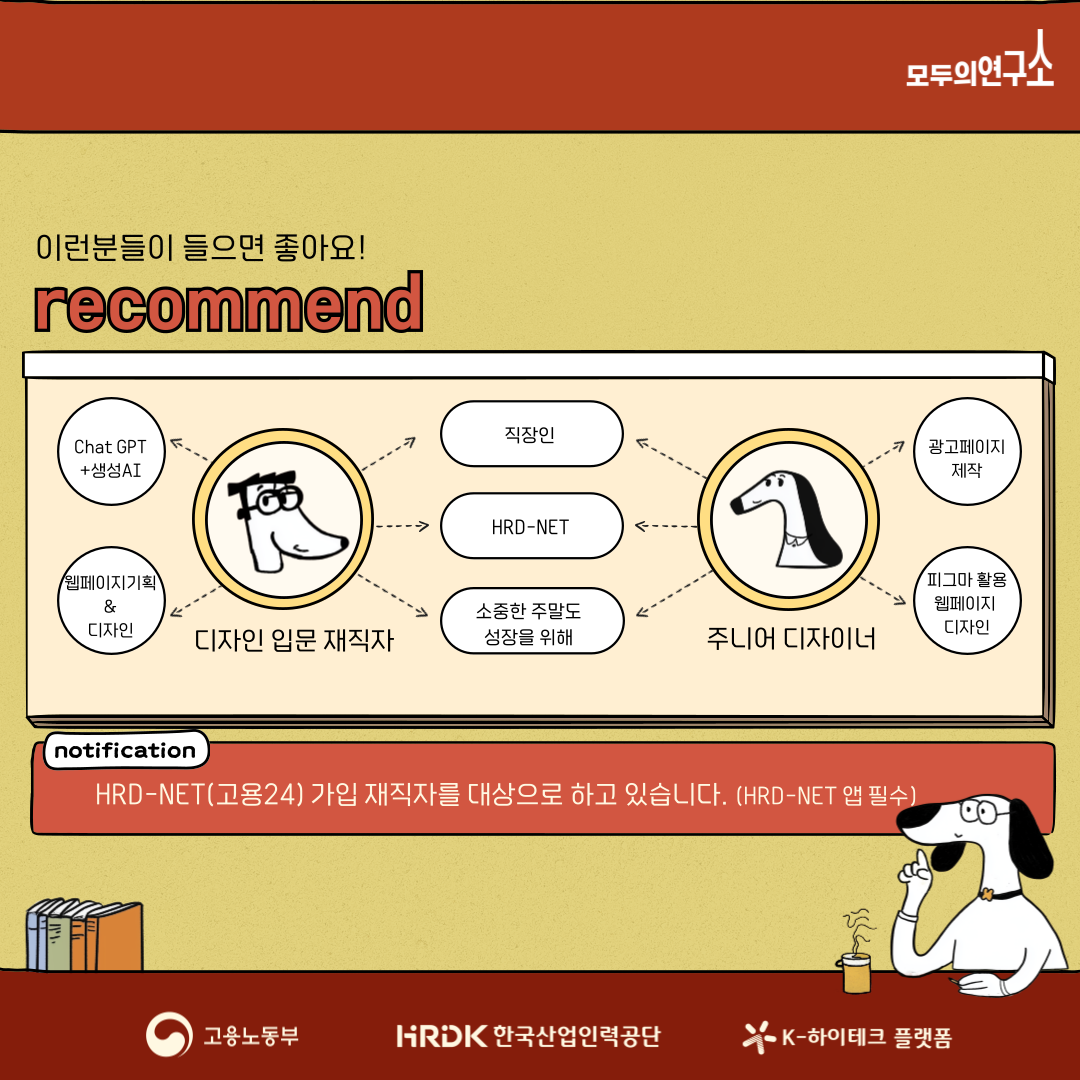 모두의연구소
이런분들이 들으면 좋아요!
recommend
Chat GPT
+생성AI
웹페이지기획
&
디자인
디자인 입문 재직자
직장인
HRD-NET
소중한 주말도
성장을 위해
주니어 디자이너
광고페이지
제작
피그마 활용
웹페이지
디자인
notification
HRD-NET(고용24) 가입 재직자를 대상으로 하고 있습니다. (HRD-NET 앱 필수)
고용노동부
HRDK 한국산업인력공단
K-하이테크 플랫폼